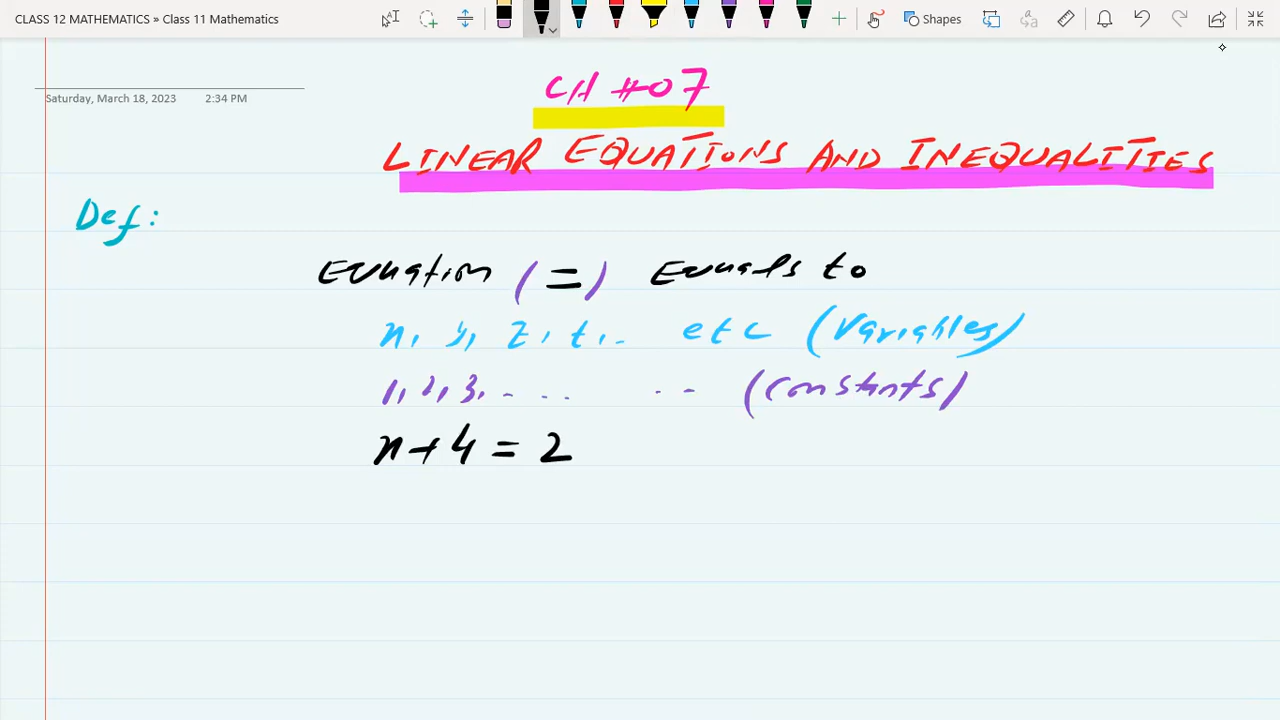 CLASS 12 MATHEMATICS » Class 11 Mathematics
Shapes
CH #07
Saturday, March 18, 2023 2:34 PM
LINEAR EQUATIONS AND INEQUALITIES
Def:
Equation (=) Equals to
x, y, z, t, .. etc (Variables)
1, 2, 3, - ... .. (Constants)
x+4=2